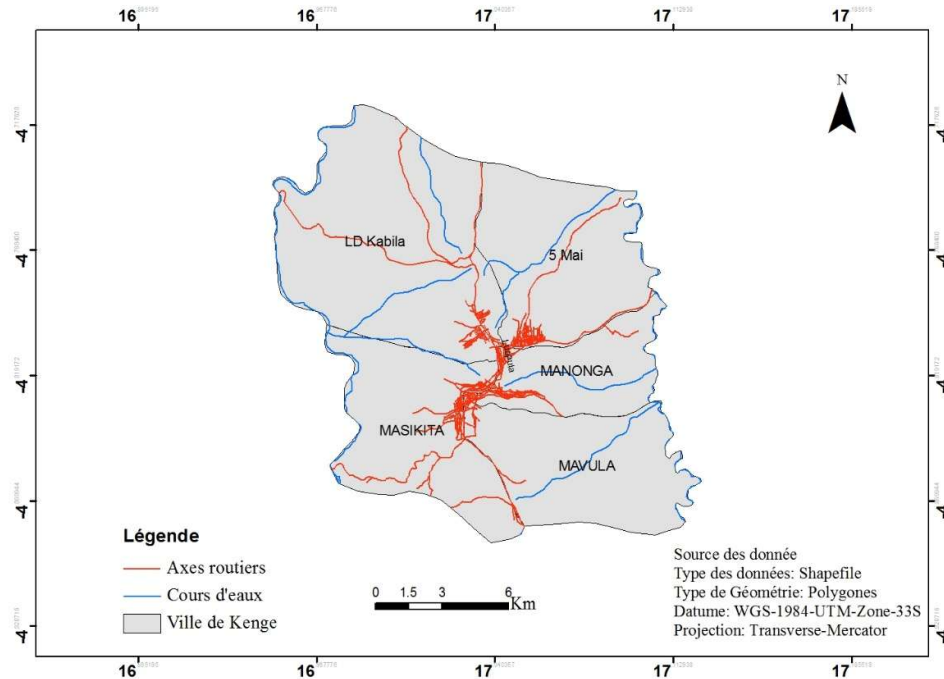 16 16 17 17 17
N
4
4
4
4
4
LD Kabila
5 Mai
MANONGA
MASIKITA
MAVULA
Légende
Axes routiers
Cours d'eaux
Ville de Kenge
0 1.5 3 6
Km
Source des donnée
Type des données: Shapefile
Type de Géométrie: Polygones
Datume: WGS-1984-UTM-Zone-33S
Projection: Transverse-Mercator
16 16 17 17 17